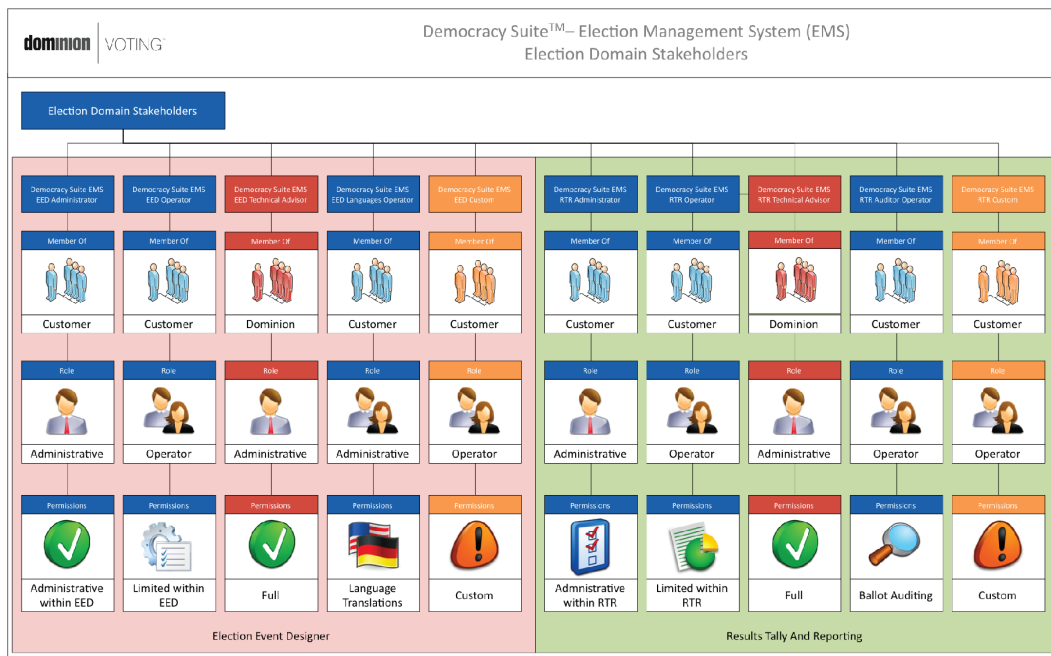 dominion VOTING
Democracy Suite™– Election Management System (EMS)
Election Domain Stakeholders
Election Domain Stakeholders
Democracy Suite EMS
EED Administrator
Democracy Suite EMS
EED Operator
Democracy Suite EMS
EED Technical Advisor
Democracy Suite EMS
EED Languages Operator
Democracy Suite EMS
EED Custom
Democracy Suite EMS
RTR Administrator
Democracy Suite EMS
RTR Operator
Democracy Suite EMS
RTR Technical Advisor
Democracy Suite EMS
RTR Auditor Operator
Democracy Suite EMS
RTR Custom
Member Of
Member Of
Member Of
Member Of
Member Of
Member Of
Member Of
Member Of
Member Of
Member Of
Customer
Customer
Dominion
Customer
Customer
Customer
Customer
Dominion
Customer
Customer
Role
Role
Role
Role
Role
Role
Role
Role
Role
Role
Administrative
Operator
Administrative
Administrative
Operator
Administrative
Operator
Administrative
Operator
Operator
Permissions
Permissions
Permissions
Permissions
Permissions
Permissions
Permissions
Permissions
Permissions
Permissions
Administrative
within EED
Limited within
EED
Full
Language
Translations
Custom
Admnistrative
within RTR
Limited within
RTR
Full
Ballot Auditing
Custom
Election Event Designer
Results Tally And Reporting